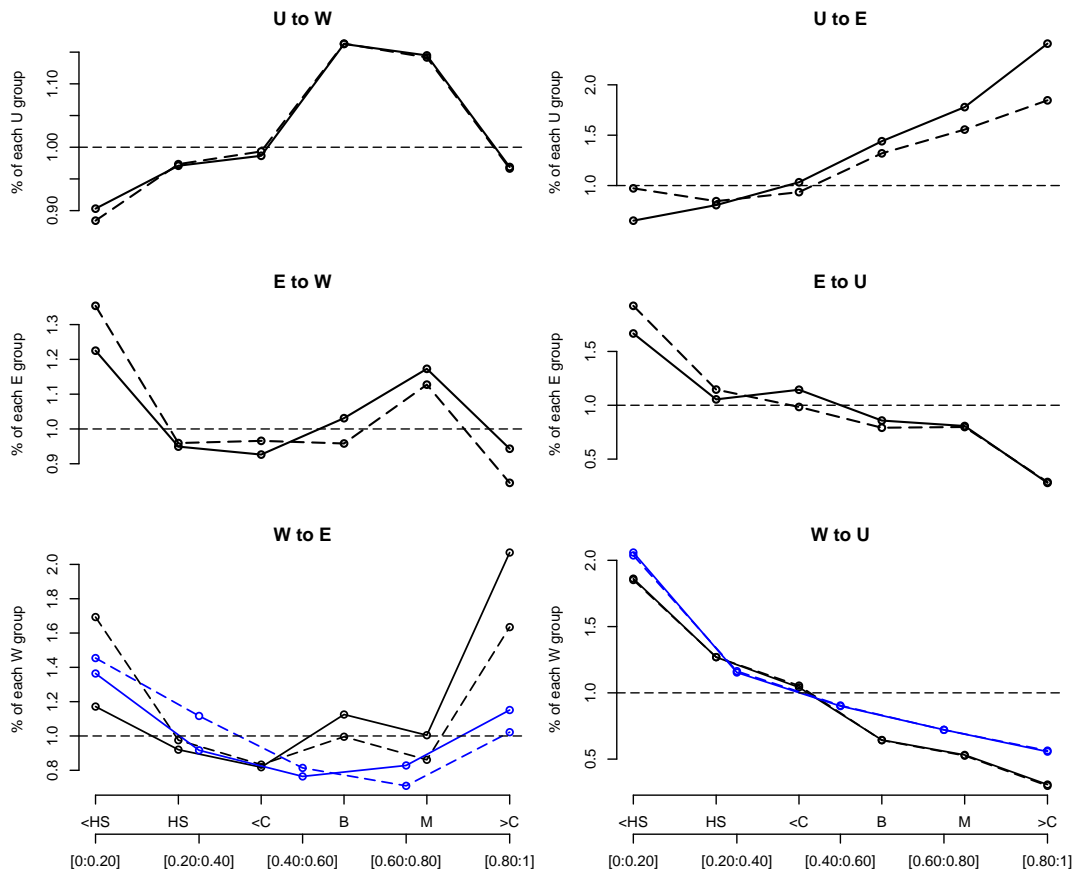 U to W
% of each U group
0.90 1.00 1.10
U to E
% of each U group
1.0 1.5 2.0
E to W
% of each E group
0.9 1.0 1.1 1.2 1.3
E to U
% of each E group
0.5 1.0 1.5
W to E
% of each W group
0.8 1.0 1.2 1.4 1.6 1.8 2.0
<HS HS <C B M >C
[0:0.20] [0.20:0.40] [0.40:0.60] [0.60:0.80] [0.80:1]
W to U
% of each W group
0.5 1.0 1.5 2.0
<HS HS <C B M >C
[0:0.20] [0.20:0.40] [0.40:0.60] [0.60:0.80] [0.80:1]